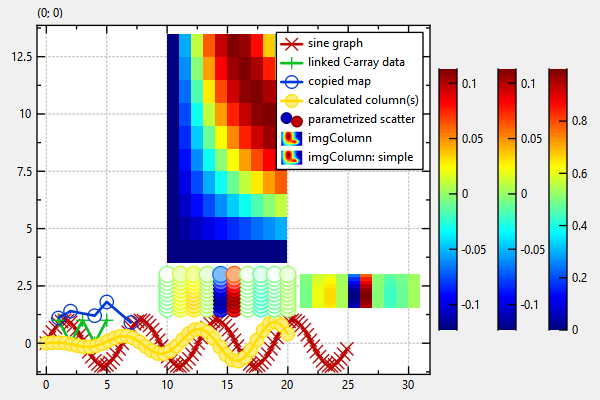 (0; 0)
sine graph
linked C-array data
copied map
calculated column(s)
parametrized scatter
imgColumn
imgColumn: simple
12.5
10
7.5
5
2.5
0
0 5 10 15 20 25 30
0.1
0.05
0
-0.05
-0.1
0.1
0.05
0
-0.05
-0.1
0.8
0.6
0.4
0.2
0